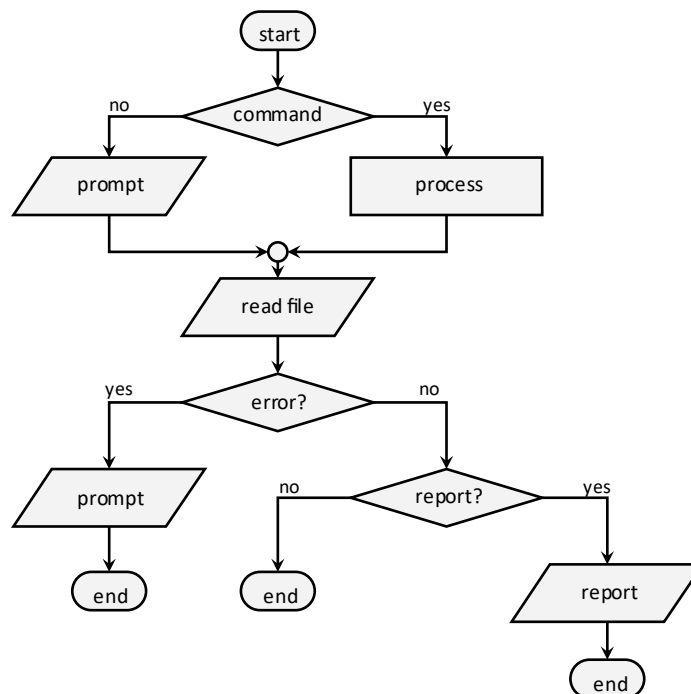 start
no
yes
command
prompt
process
read file
yes
no
error?
prompt
no
report?
yes
end
end
report
end